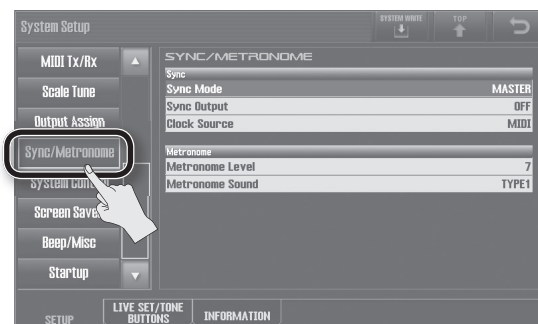 System Setup
SYSTEM WRITE
TOP
MIDI Tx/Rx
Scale Tune
Output Assign
Sync/Metronome
System Control
Screen Saver
Beep/Misc
Startup
SYNC/METRONOME
Sync
Sync Mode MASTER
Sync Output OFF
Clock Source MIDI
Metronome
Metronome Level 7
Metronome Sound TYPE1
SETUP
LIVE SET/TONE
BUTTONS
INFORMATION